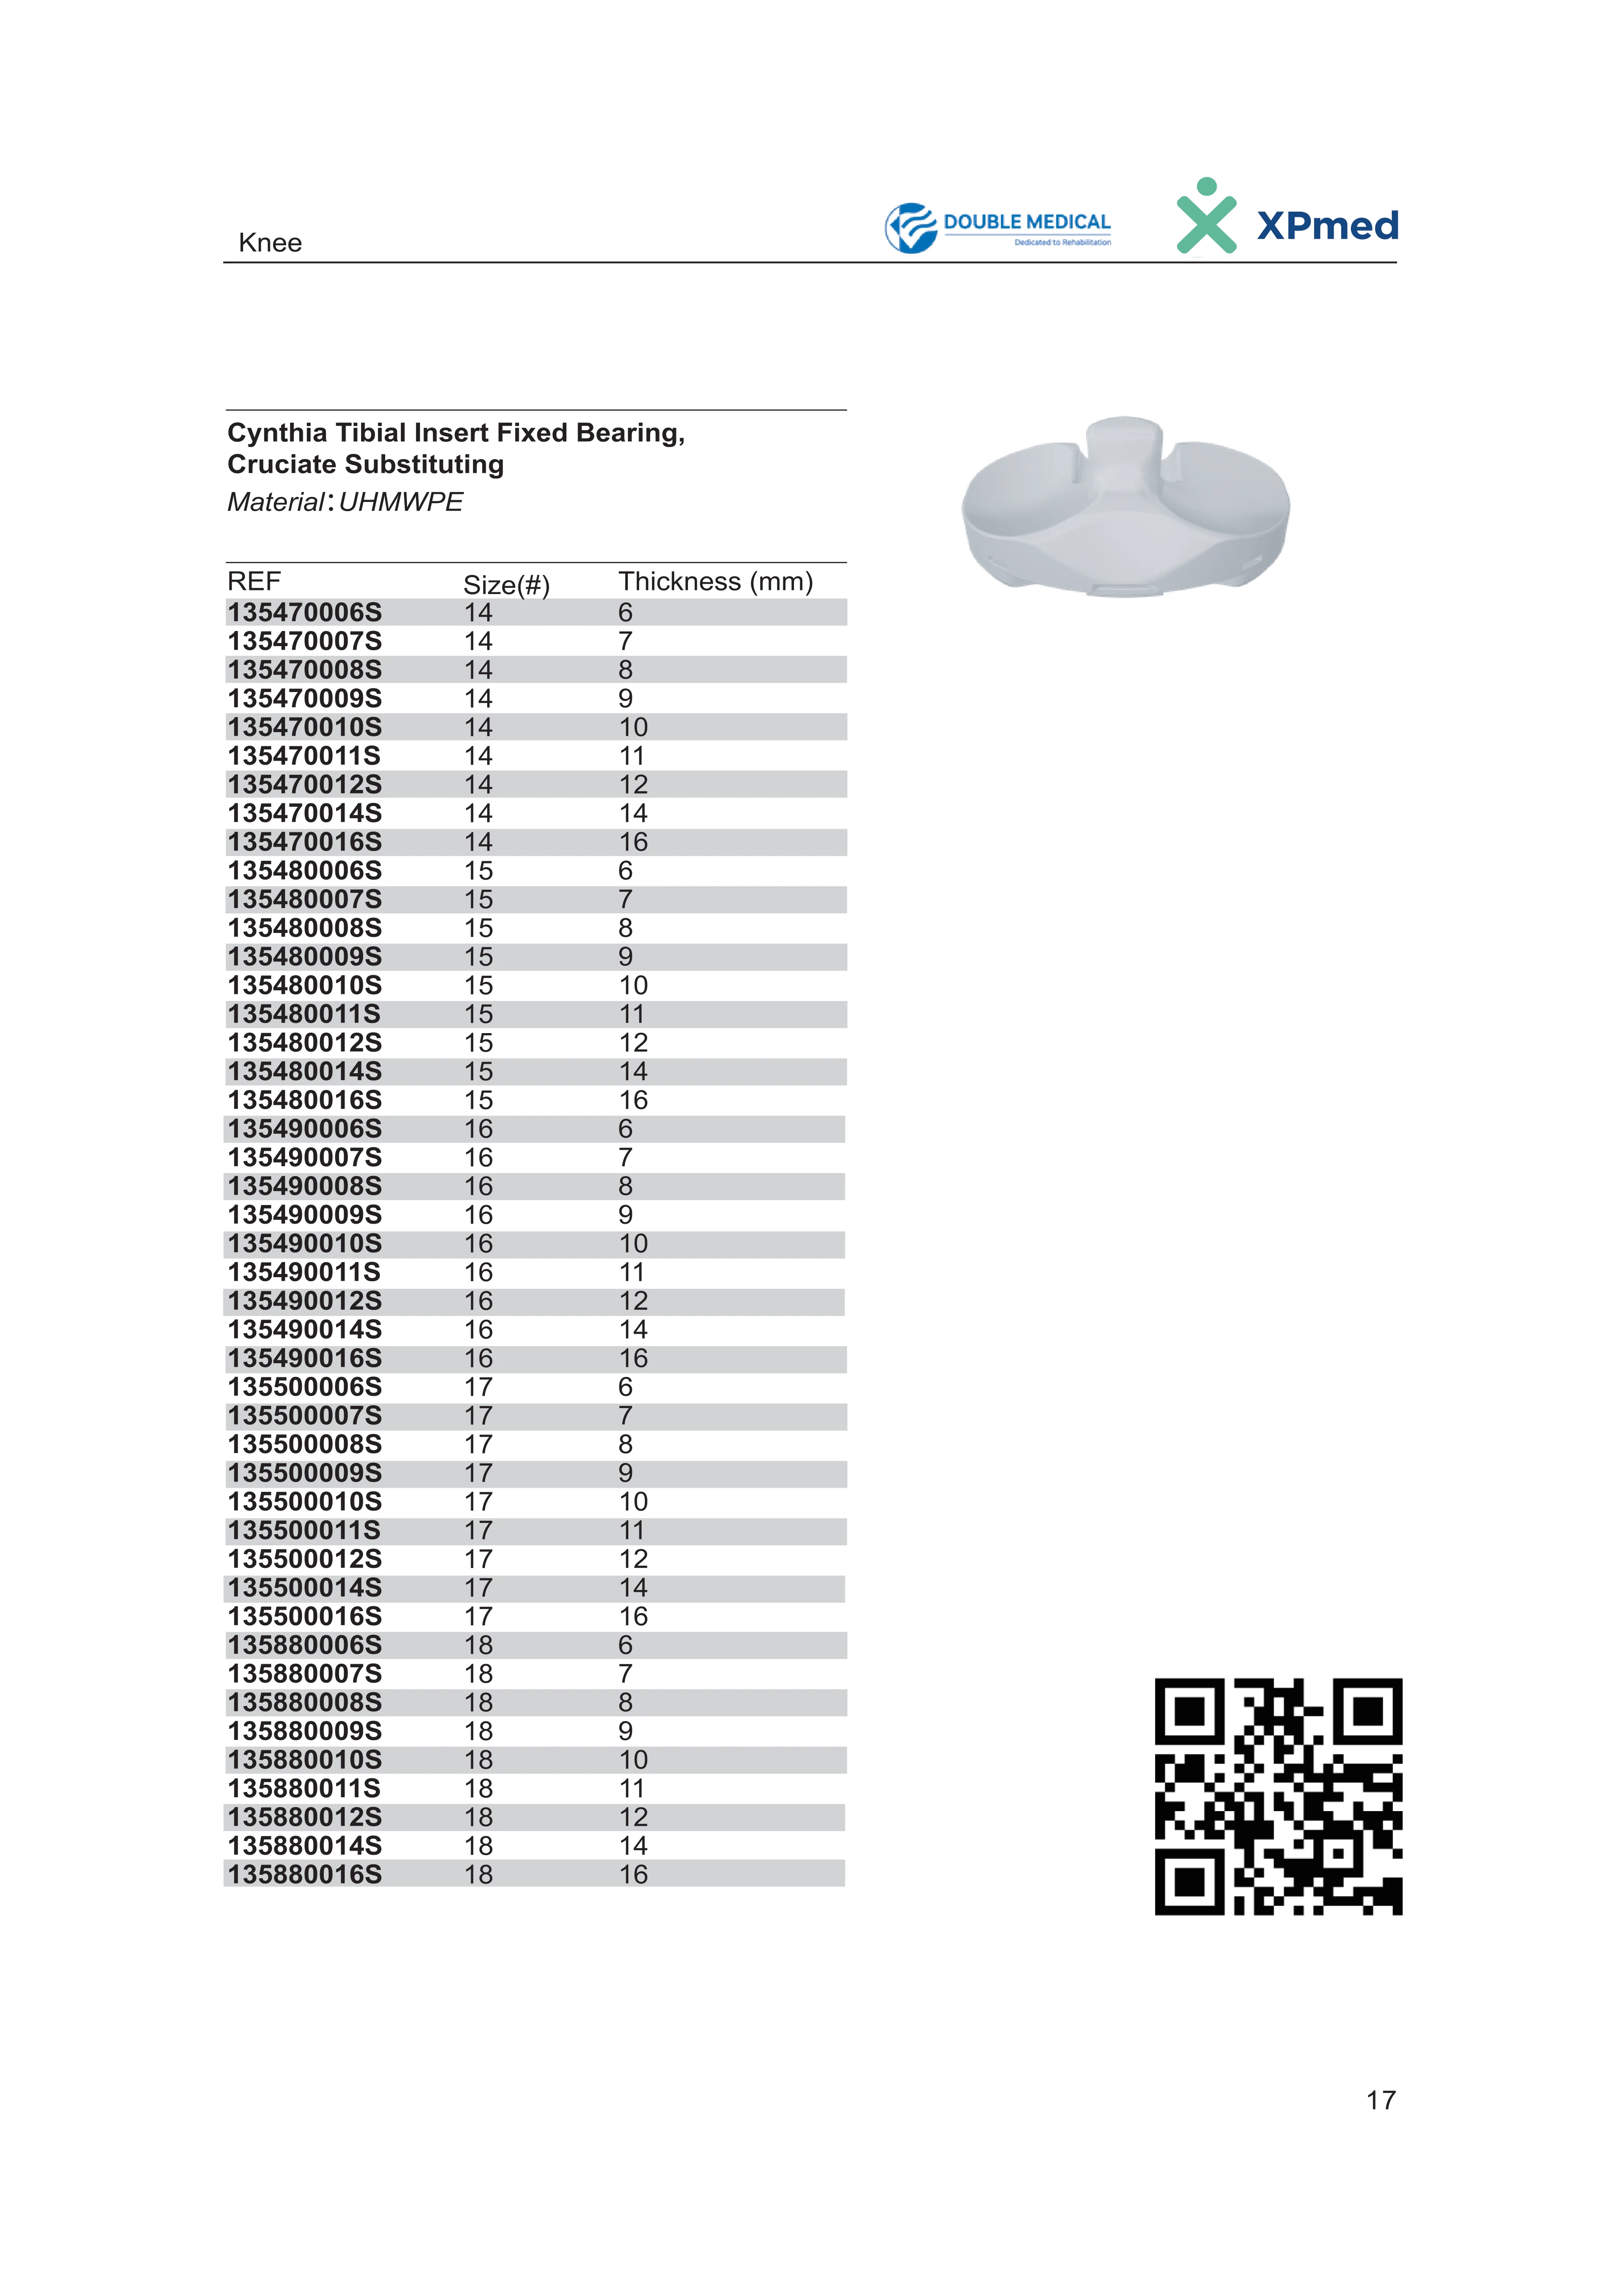 Knee
DOUBLE MEDICAL
Dedicated to Rehabilitation
XPmed
Cynthia Tibial Insert Fixed Bearing,
Cruciate Substituting
Material：UHMWPE
REF Size(#) Thickness (mm)
135470006S 14 6
135470007S 14 7
135470008S 14 8
135470009S 14 9
135470010S 14 10
135470011S 14 11
135470012S 14 12
135470014S 14 14
135470016S 14 16
135480006S 15 6
135480007S 15 7
135480008S 15 8
135480009S 15 9
135480010S 15 10
135480011S 15 11
135480012S 15 12
135480014S 15 14
135480016S 15 16
135490006S 16 6
135490007S 16 7
135490008S 16 8
135490009S 16 9
135490010S 16 10
135490011S 16 11
135490012S 16 12
135490014S 16 14
135490016S 16 16
135500006S 17 6
135500007S 17 7
135500008S 17 8
135500009S 17 9
135500010S 17 10
135500011S 17 11
135500012S 17 12
135500014S 17 14
135500016S 17 16
135880006S 18 6
135880007S 18 7
135880008S 18 8
135880009S 18 9
135880010S 18 10
135880011S 18 11
135880012S 18 12
135880014S 18 14
135880016S 18 16
17